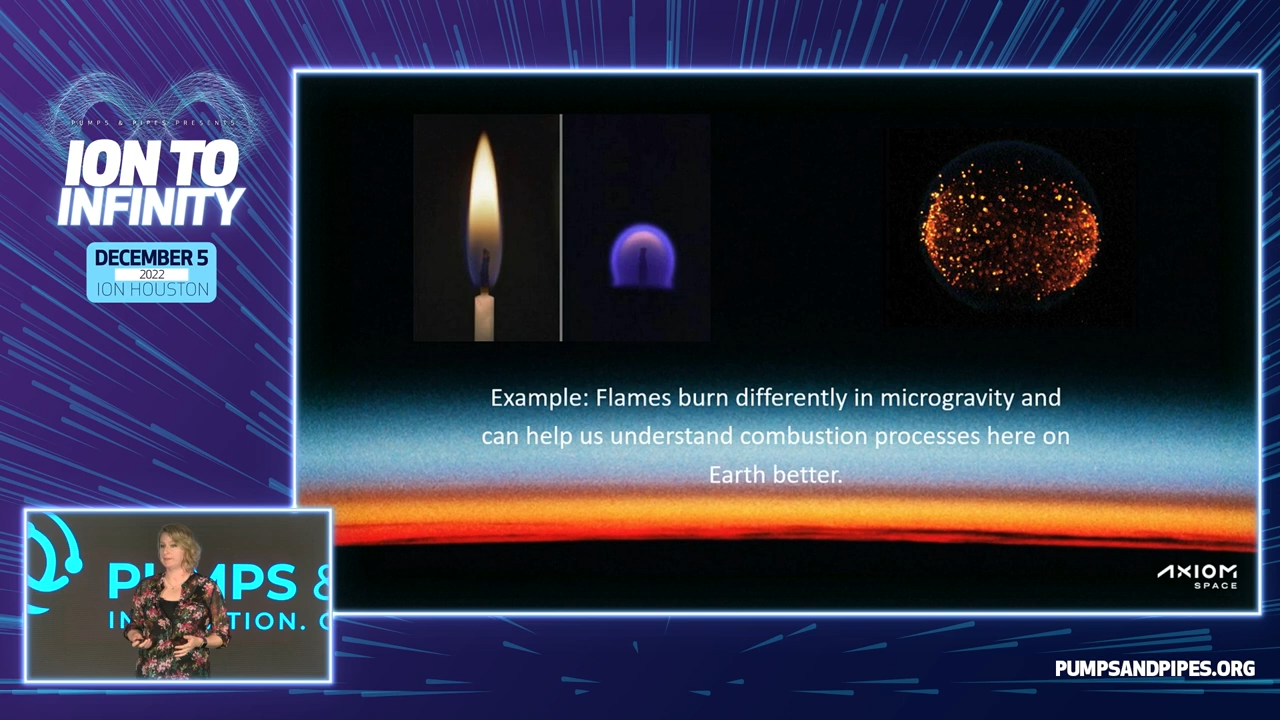 PUMPS & PIPES PRESENTS
ION TO
INFINITY
DECEMBER 5
2022
ION HOUSTON
Example: Flames burn differently in microgravity and
can help us understand combustion processes here on
Earth better.
AXIOM
SPACE
PUMPS &
PUMPSANDPIPES.ORG